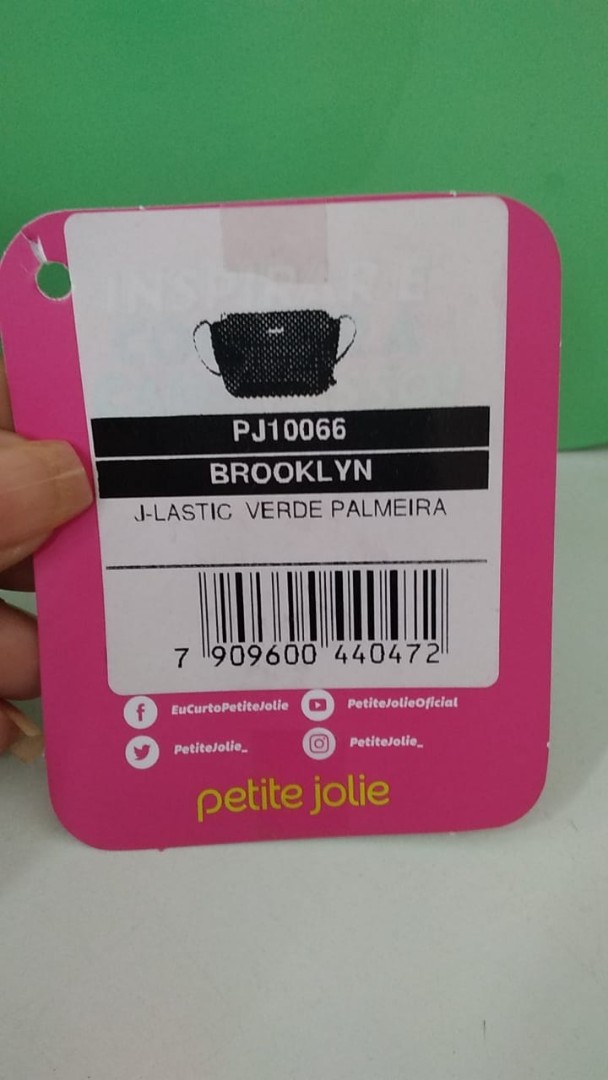 PJ10066
BROOKLYN
J-LASTIC VERDE PALMEIRA
7 909600 440472
EuCurtoPetiteJolie
PetiteJolieOficial
PetiteJolie_
PetiteJolie_
petite jolie